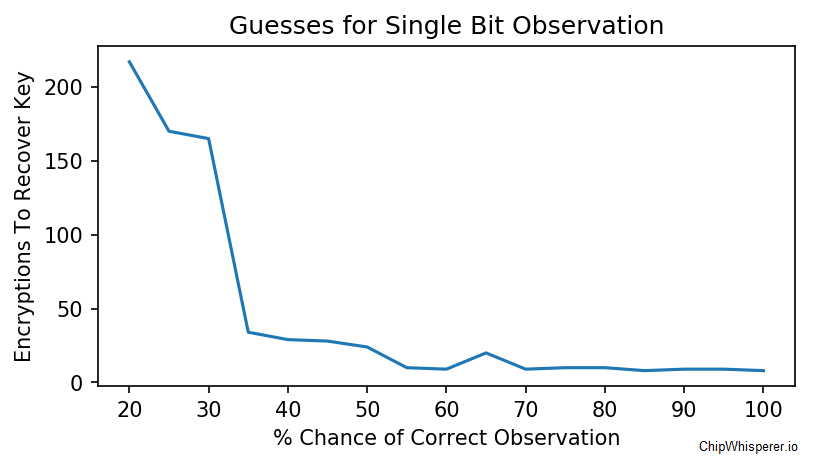 Guesses for Single Bit Observation
Encryptions To Recover Key
200
150
100
50
0
20 30 40 50 60 70 80 90 100
% Chance of Correct Observation
ChipWhisperer.io